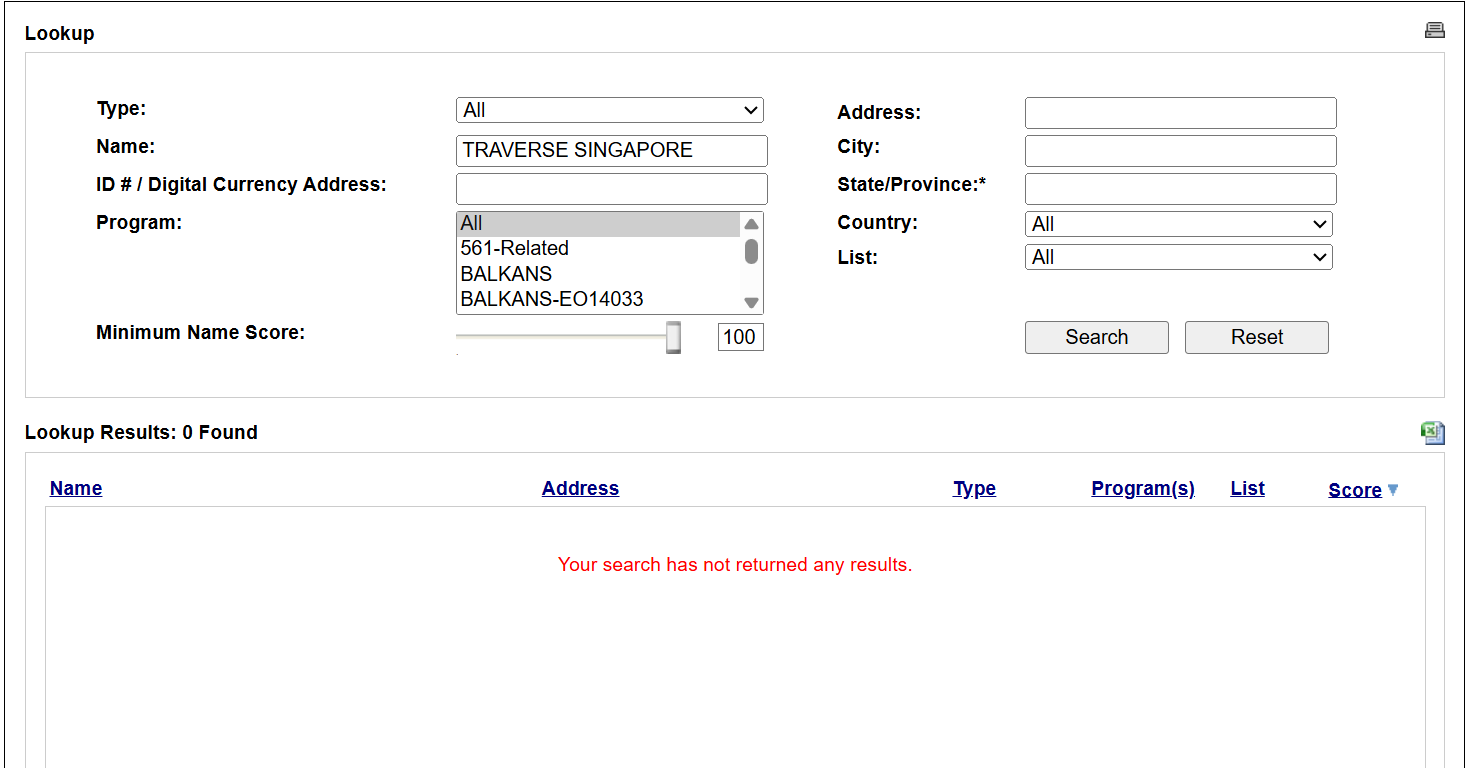 Lookup
Type: All Address:
Name: TRAVERSE SINGAPORE City:
ID # / Digital Currency Address: State/Province:*
Program: All Country: All
561-Related
BALKANS List: All
BALKANS-EO14033
Minimum Name Score: 100 Search Reset
Lookup Results: 0 Found
Name Address Type Program(s) List Score
Your search has not returned any results.